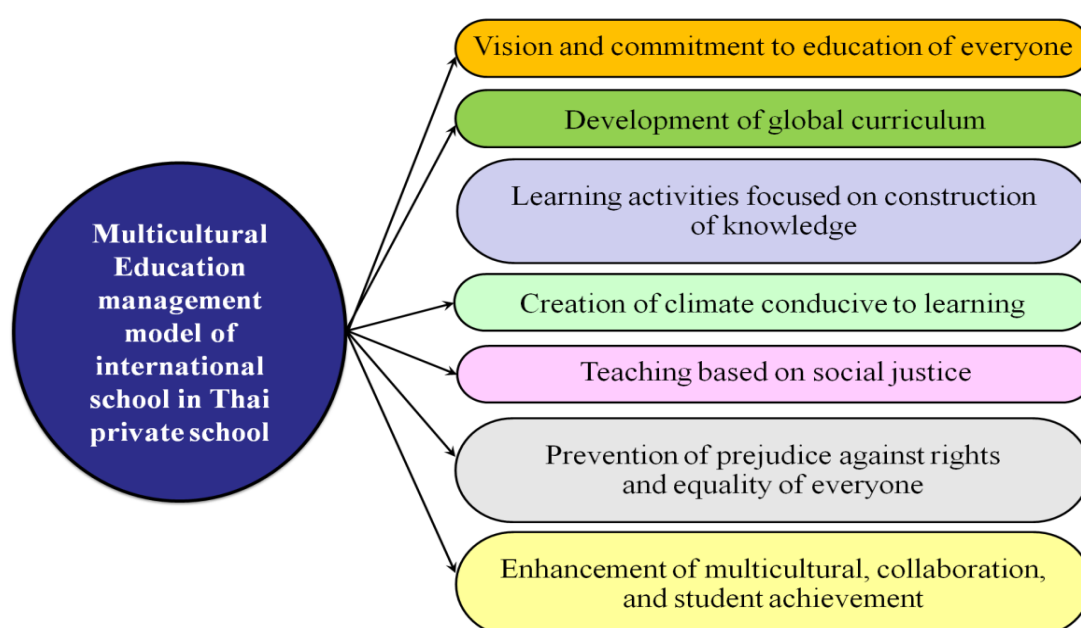 Multicultural
Education
management
model of
international
school in Thai
private school
Vision and commitment to education of everyone
Development of global curriculum
Learning activities focused on construction
of knowledge
Creation of climate conducive to learning
Teaching based on social justice
Prevention of prejudice against rights
and equality of everyone
Enhancement of multicultural, collaboration,
and student achievement